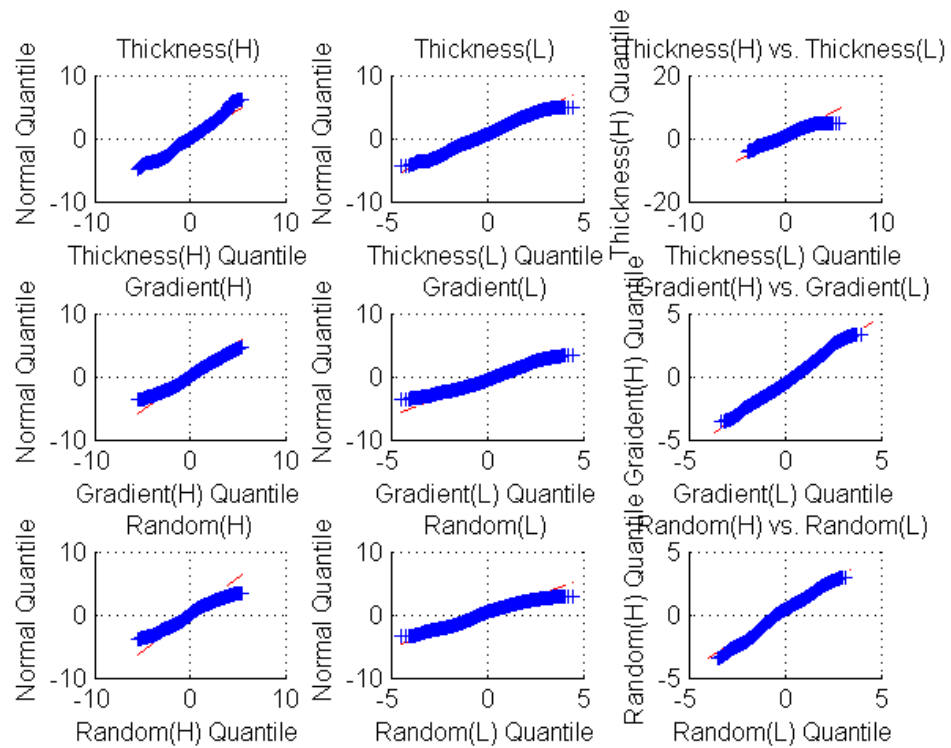 Thickness(H)
Normal Quantile
10
0
-10
-10
0
10
Thickness(H) Quantile
Thickness(L)
Normal Quantile
10
0
-10
-5
0
5
Thickness(L) Quantile
Thickness(H) vs. Thickness(L)
Thickness(H) Quantile
20
0
-20
-10
0
10
Thickness(L) Quantile
Gradient(H)
Normal Quantile
10
0
-10
-10
0
10
Gradient(H) Quantile
Gradient(L)
Normal Quantile
10
0
-10
-5
0
5
Gradient(L) Quantile
Gradient(H) vs. Gradient(L)
Graident(H) Quantile
5
0
-5
-5
0
5
Gradient(L) Quantile
Random(H)
Normal Quantile
10
0
-10
-10
0
10
Random(H) Quantile
Random(L)
Normal Quantile
10
0
-10
-5
0
5
Random(L) Quantile
Random(H) vs. Random(L)
Random(H) Quantile
5
0
-5
-5
0
5
Random(L) Quantile